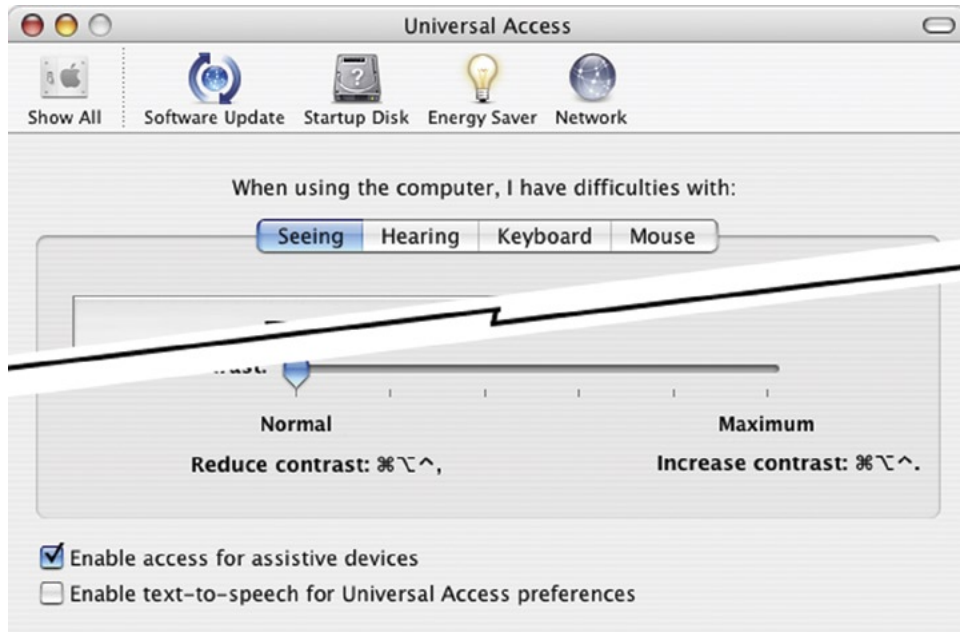 Universal Access
Show All Software Update Startup Disk Energy Saver Network
When using the computer, I have difficulties with:
Seeing Hearing Keyboard Mouse
Normal Maximum
Reduce contrast: ⌘⌥^, Increase contrast: ⌘⌥^.
Enable access for assistive devices
Enable text-to-speech for Universal Access preferences